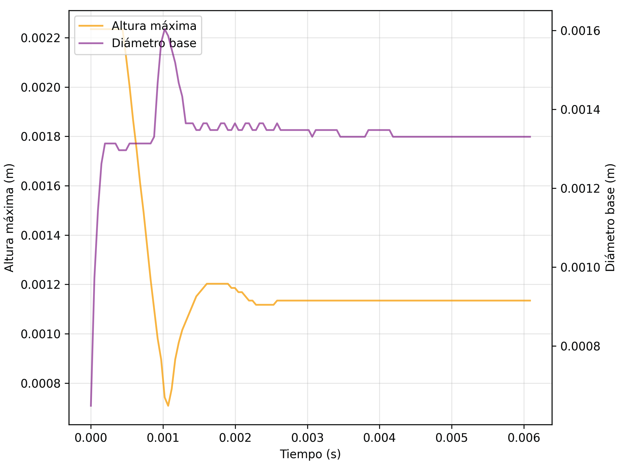 Altura máxima
Diámetro base
0.0022
0.0020
0.0018
0.0016
0.0014
0.0012
0.0010
0.0008
Altura máxima (m)
0.0016
0.0014
0.0012
0.0010
0.0008
Diámetro base (m)
0.000 0.001 0.002 0.003 0.004 0.005 0.006
Tiempo (s)